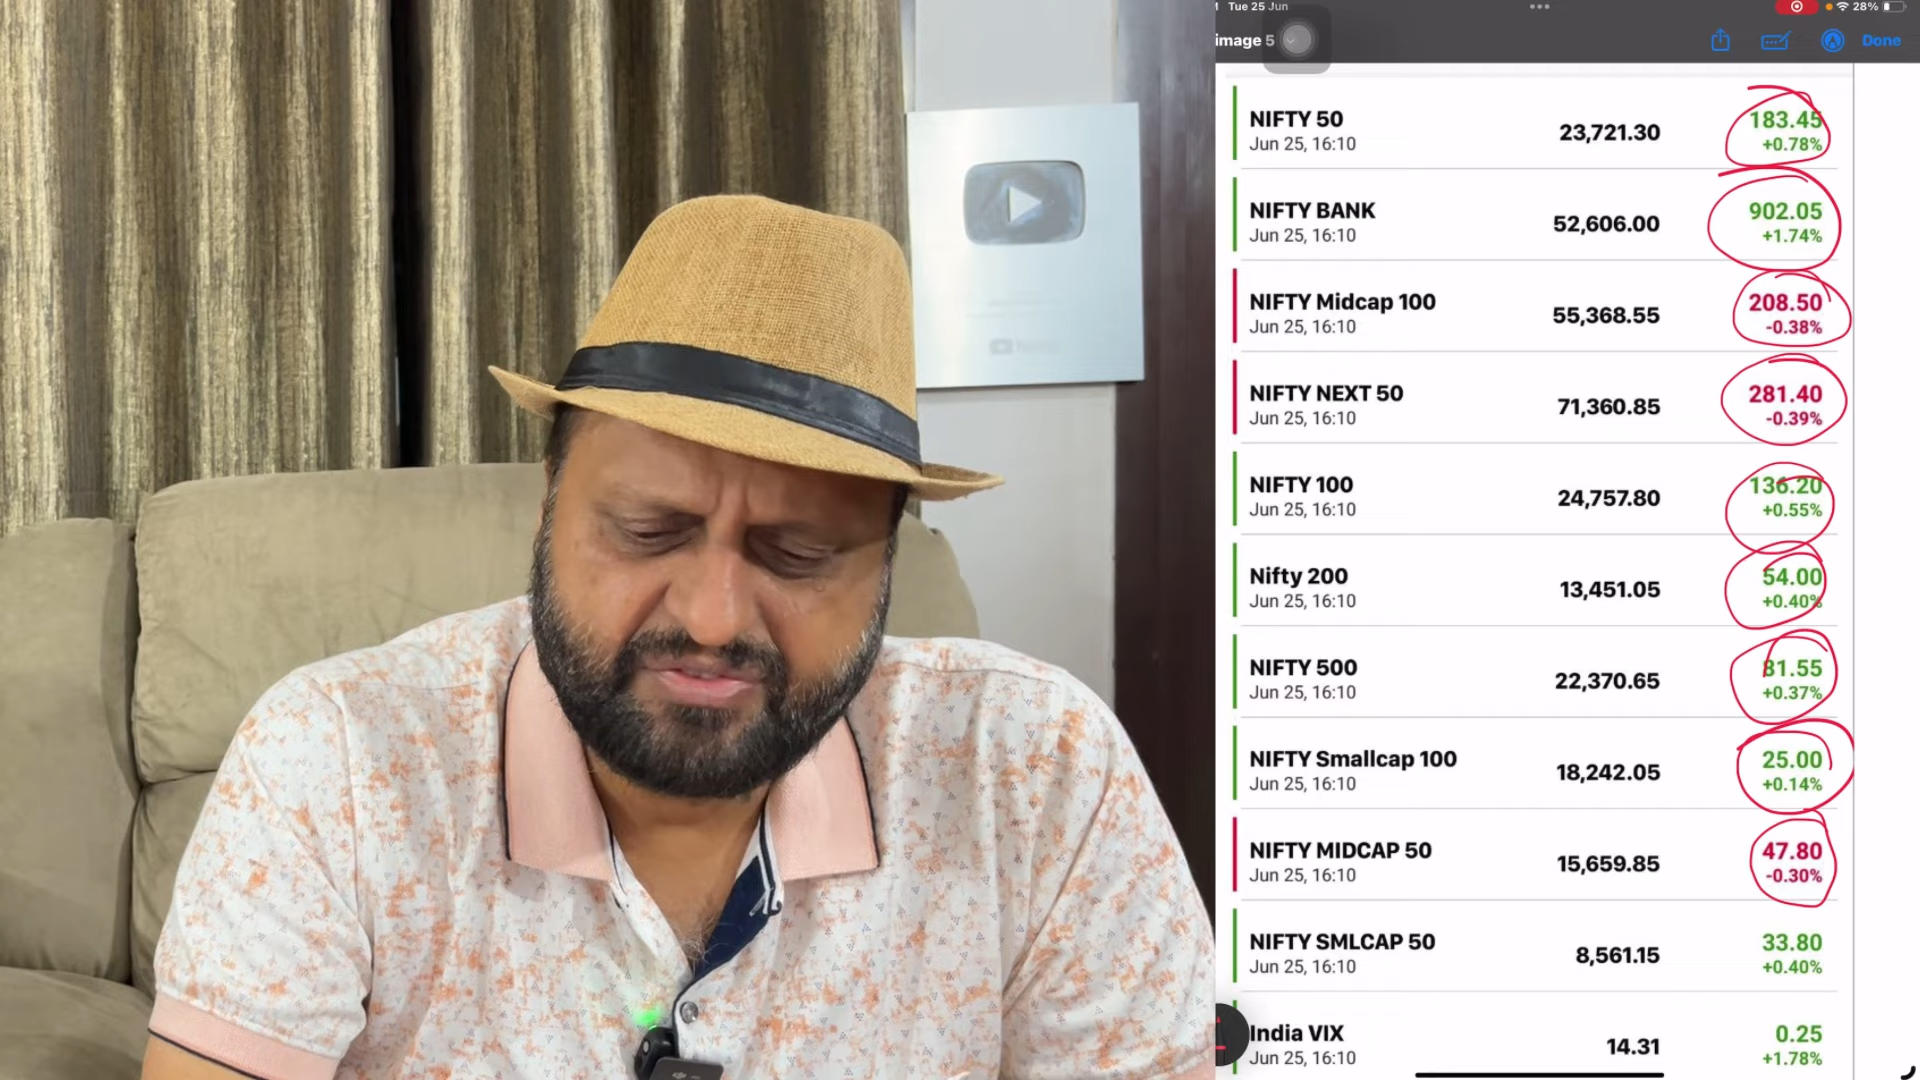 Tue 25 Jun
28%
image 5
Done
NIFTY 50
Jun 25, 16:10
23,721.30
183.45
+0.78%
NIFTY BANK
Jun 25, 16:10
52,606.00
902.05
+1.74%
NIFTY Midcap 100
Jun 25, 16:10
55,368.55
208.50
-0.38%
NIFTY NEXT 50
Jun 25, 16:10
71,360.85
281.40
-0.39%
NIFTY 100
Jun 25, 16:10
24,757.80
136.20
+0.55%
Nifty 200
Jun 25, 16:10
13,451.05
54.00
+0.40%
NIFTY 500
Jun 25, 16:10
22,370.65
81.55
+0.37%
NIFTY Smallcap 100
Jun 25, 16:10
18,242.05
25.00
+0.14%
NIFTY MIDCAP 50
Jun 25, 16:10
15,659.85
47.80
-0.30%
NIFTY SMLCAP 50
Jun 25, 16:10
8,561.15
33.80
+0.40%
India VIX
Jun 25, 16:10
14.31
0.25
+1.78%